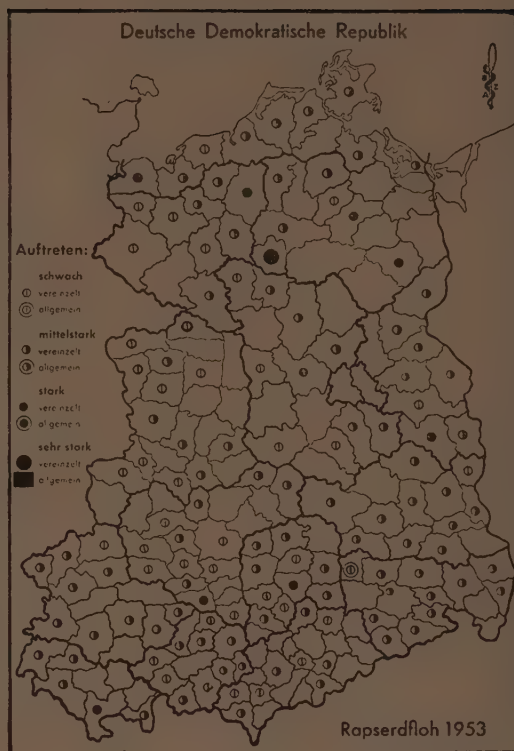 Deutsche Demokratische Republik
Auftreten:
schwach
vereinzelt
allgemein
mittelstark
vereinzelt
allgemein
stark
vereinzelt
allgemein
sehr stark
vereinzelt
allgemein
Rapserdfloh 1953